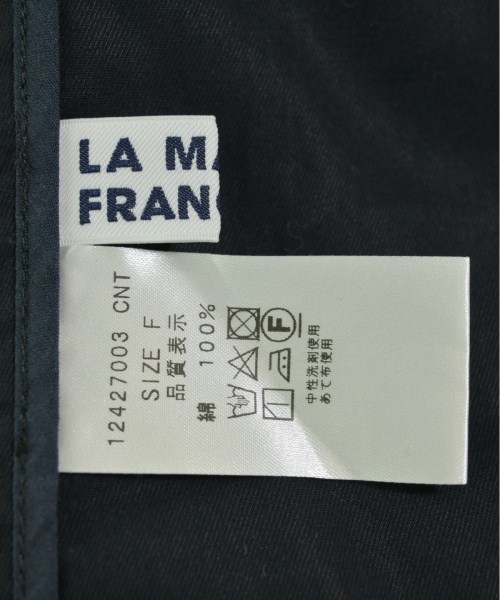 LA MA
FRAN
12427003 CNT
SIZE F
品質表示
綿 100%
F
中性洗剤使用
あて布使用